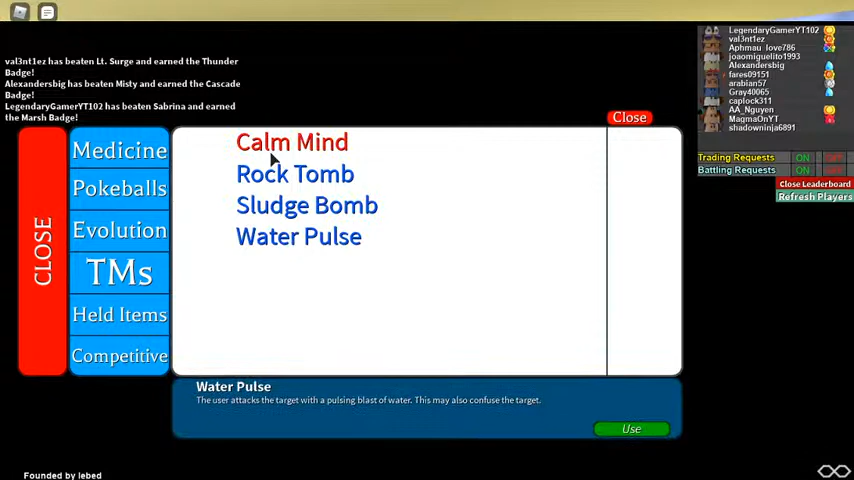 LegendaryGamerYT102
val3nt1ez
Aphmau_love786
joaomiguelito1993
Alexandersbig
fares09151
arabian57
Gray40065
caplock311
AA_Nguyen
MagmaOnYT
shadowninja6891
val3nt1ez has beaten Lt. Surge and earned the Thunder
Badge!
Alexandersbig has beaten Misty and earned the Cascade
Badge!
LegendaryGamerYT102 has beaten Sabrina and earned
the Marsh Badge!
Trading Requests ON OFF
Battling Requests ON OFF
Close Leaderboard
Refresh Players
Close
CLOSE
Medicine
Pokeballs
Evolution
TMs
Held Items
Competitive
Calm Mind
Rock Tomb
Sludge Bomb
Water Pulse
Water Pulse
The user attacks the target with a pulsing blast of water. This may also confuse the target.
Use
Founded by lebed